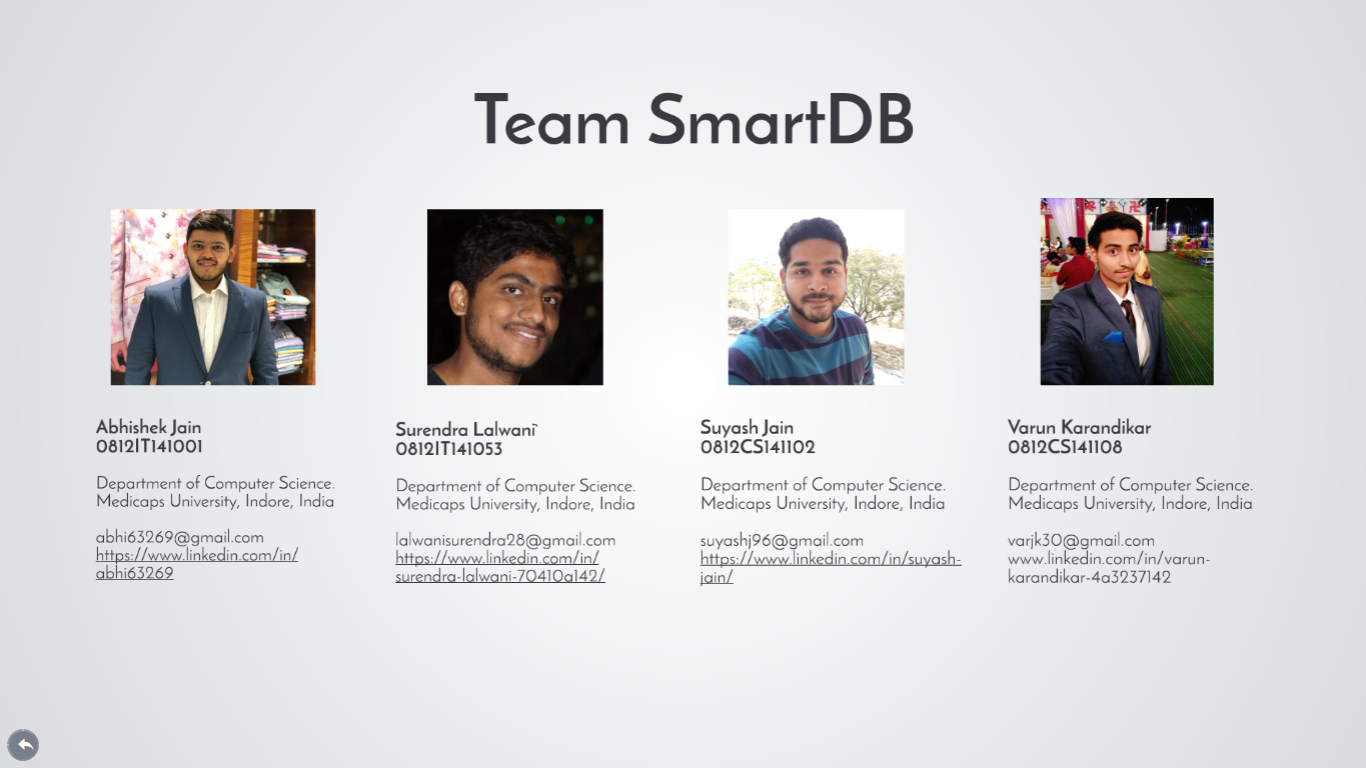 Team SmartDB
Abhishek Jain
0812IT141001
Department of Computer Science.
Medicaps University, Indore, India
abhi63269@gmail.com
https://www.linkedin.com/in/
abhi63269
Surendra Lalwani`
0812IT141053
Department of Computer Science.
Medicaps University, Indore, India
lalwanisurendra28@gmail.com
https://www.linkedin.com/in/
surendra-lalwani-70410a142/
Suyash Jain
0812CS141102
Department of Computer Science.
Medicaps University, Indore, India
suyashj96@gmail.com
https://www.linkedin.com/in/suyash-
jain/
Varun Karandikar
0812CS141108
Department of Computer Science.
Medicaps University, Indore, India
varjk30@gmail.com
www.linkedin.com/in/varun-
karandikar-4a3237142